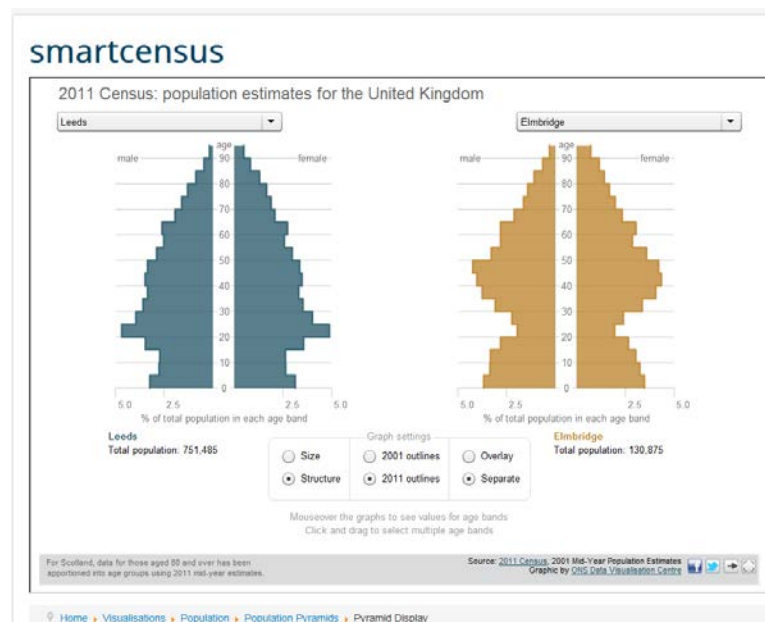 smartcensus
2011 Census: population estimates for the United Kingdom
Leeds
Elmbridge
age
male
90
female
80
70
60
50
40
30
20
10
0
5.0 2.5 2.5 5.0
% of total population in each age band
age
male
90
female
80
70
60
50
40
30
20
10
0
5.0 2.5 2.5 5.0
% of total population in each age band
Leeds
Total population: 751,485
Graph settings
Size
2001 outlines
Overlay
Structure
2011 outlines
Separate
Elmbridge
Total population: 130,875
Mouseover the graphs to see values for age bands
Click and drag to select multiple age bands
For Scotland, data for those aged 80 and over has been
apportioned into age groups using 2011 mid-year estimates.
Source: 2011 Census, 2001 Mid-Year Population Estimates
Graphic by ONS Data Visualisation Centre
Home Visualisations Population Population Pyramids Pyramid Display